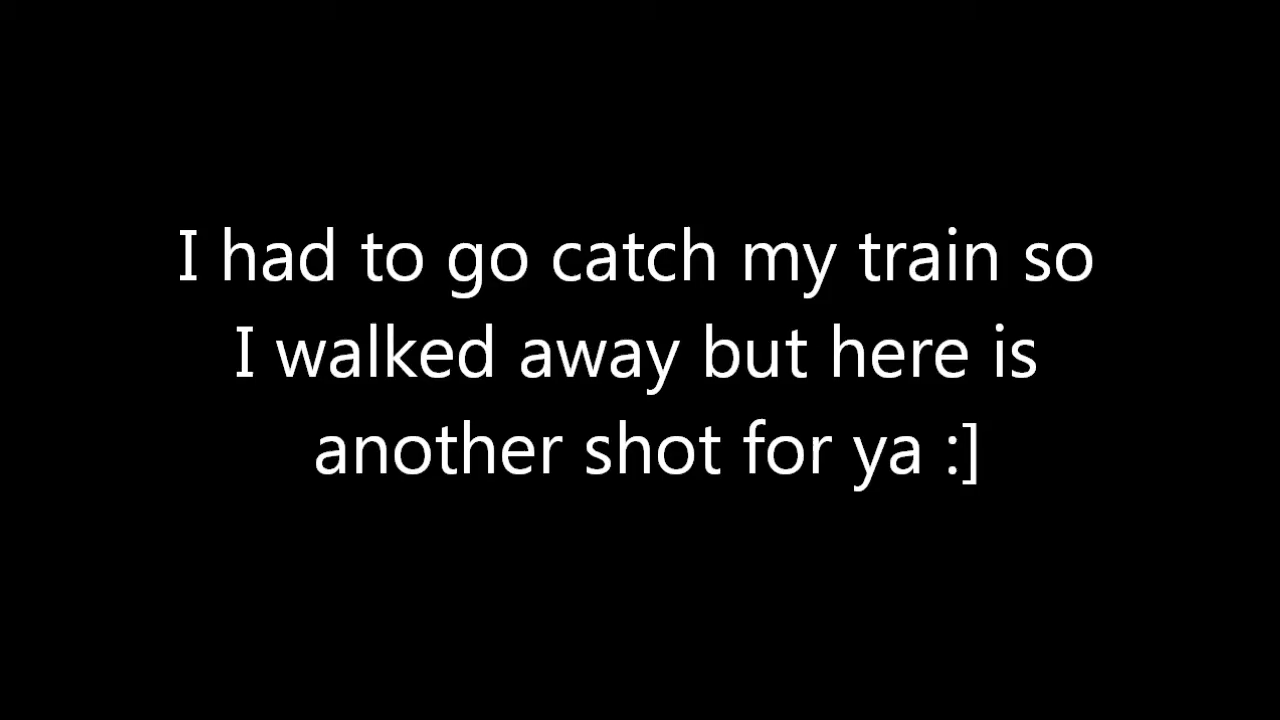 I had to go catch my train so
I walked away but here is
another shot for ya :]